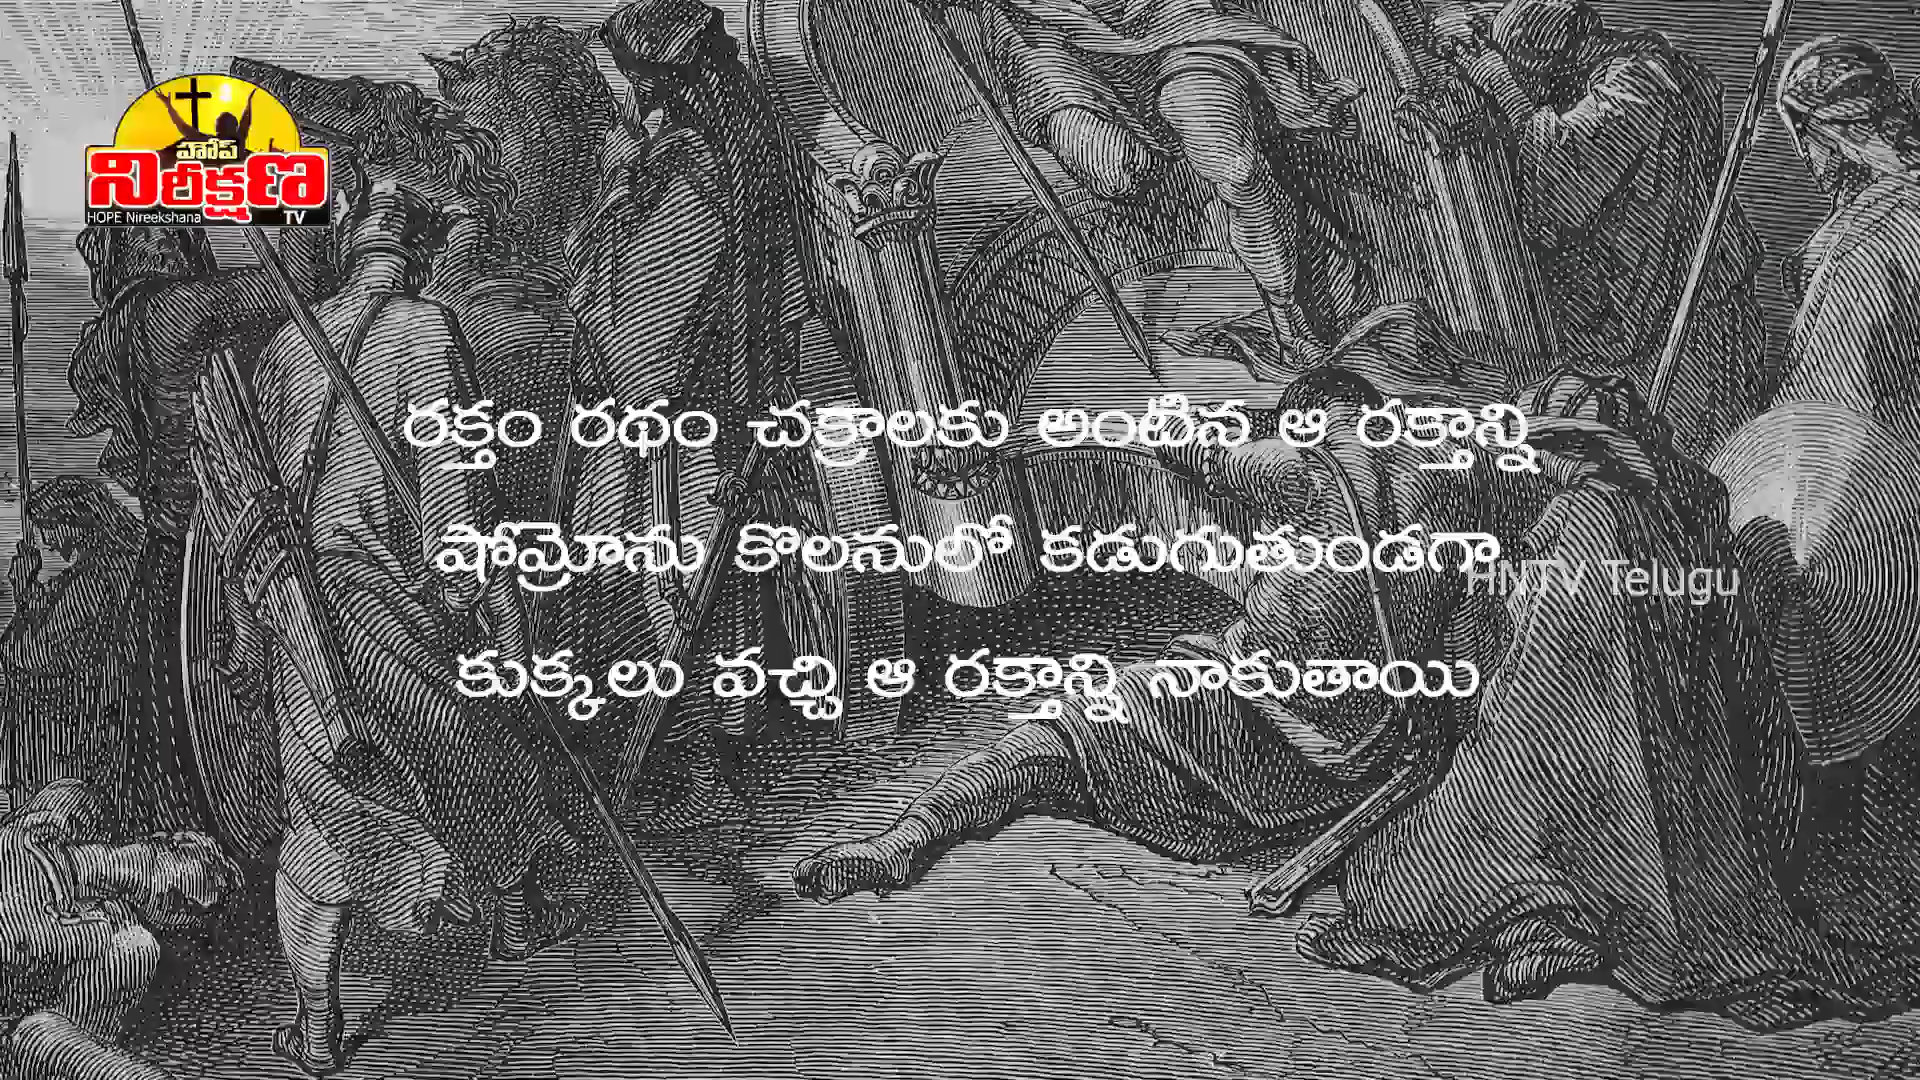 హోప్
నిరీక్షణ
HOPE Nireekshana TV
రక్తం రథం చక్రాలకు అంటిన ఆ రక్తాన్ని
షోమ్రోను కొలనులో కడుగుతుండగా
HNTV Telugu
కుక్కలు వచ్చి ఆ రక్తాన్ని నాకుతాయి